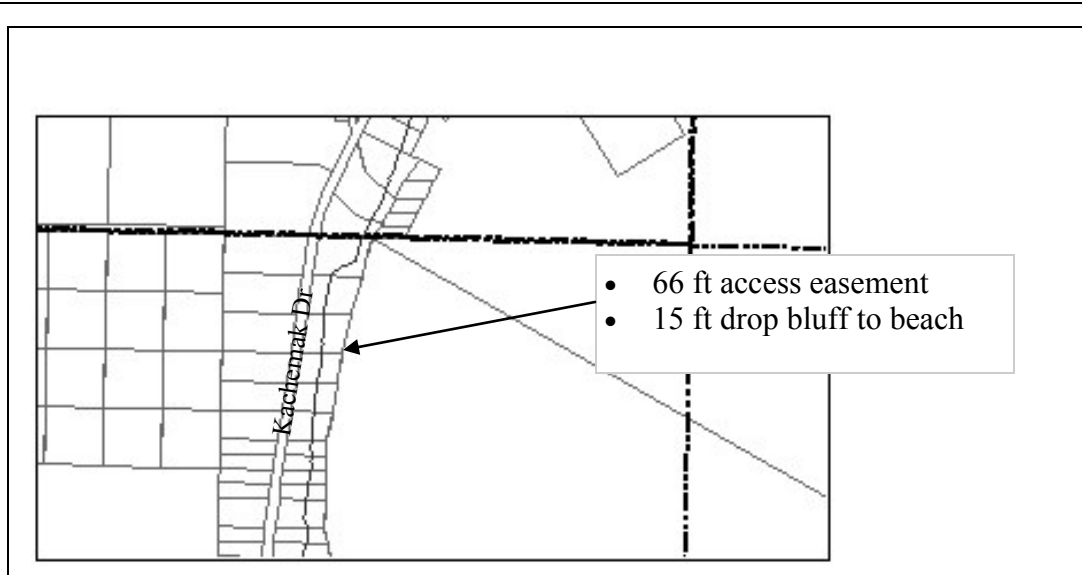 • 66 ft access easement
• 15 ft drop bluff to beach
Kachemak Dr